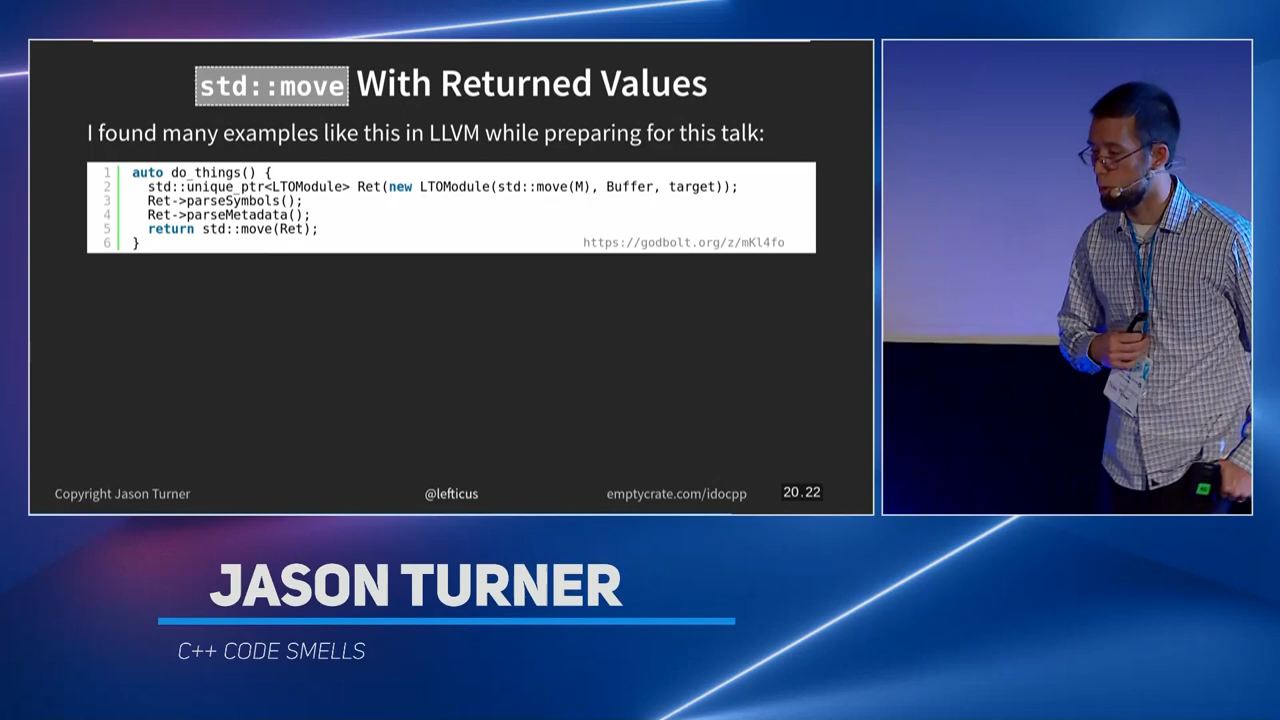 std::move With Returned Values
I found many examples like this in LLVM while preparing for this talk:
1 auto do_things() {
2 std::unique_ptr<LTOModule> Ret(new LTOModule(std::move(M), Buffer, target));
3 Ret->parseSymbols();
4 Ret->parseMetadata();
5 return std::move(Ret);
6 }
https://godbolt.org/z/mKl4fo
Copyright Jason Turner
@lefticus
emptycrate.com/idocpp
20.22
JASON TURNER
C++ CODE SMELLS